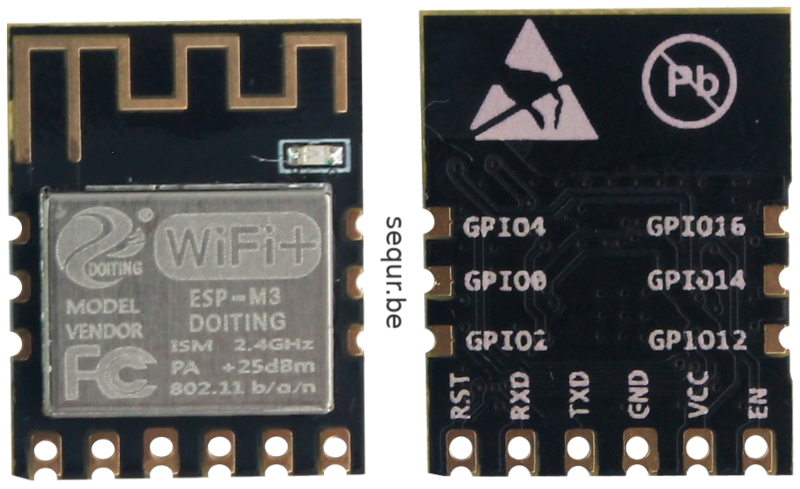 DOITING
®
WiFi+
MODEL
VENDOR
ESP-M3
DOITING
FC
ISM 2.4GHz
PA +25dBm
802.11 b/g/n
sequr.be
Pb
GPIO4
GPIO16
GPIO0
GPIO14
GPIO2
GPIO12
RST
RXD
TXD
GND
VCC
EN